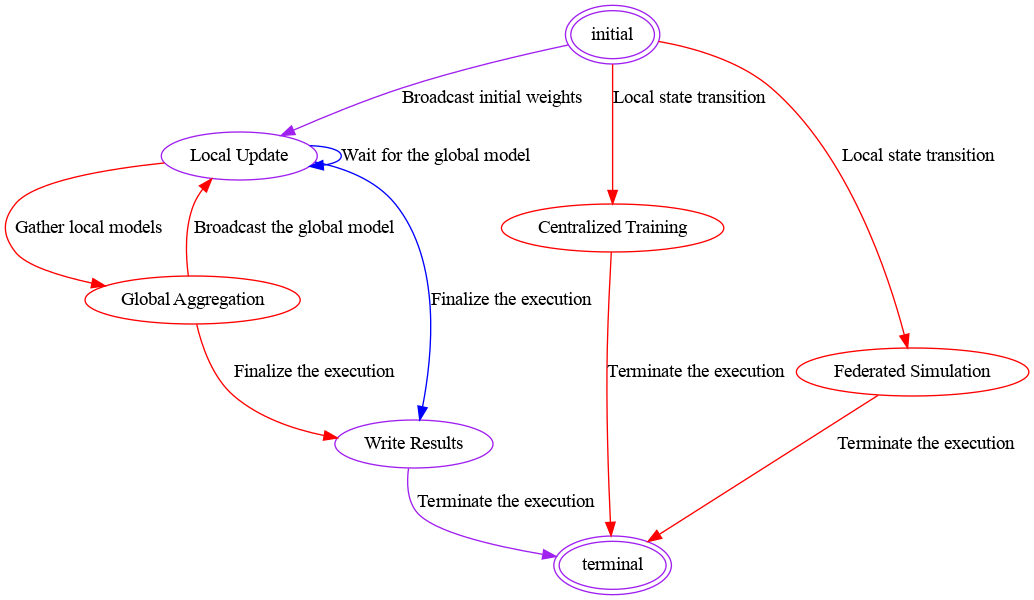 initial
Broadcast initial weights
Local state transition
Local Update
Wait for the global model
Local state transition
Gather local models
Broadcast the global model
Centralized Training
Global Aggregation
Finalize the execution
Finalize the execution
Terminate the execution
Federated Simulation
Write Results
Terminate the execution
Terminate the execution
terminal